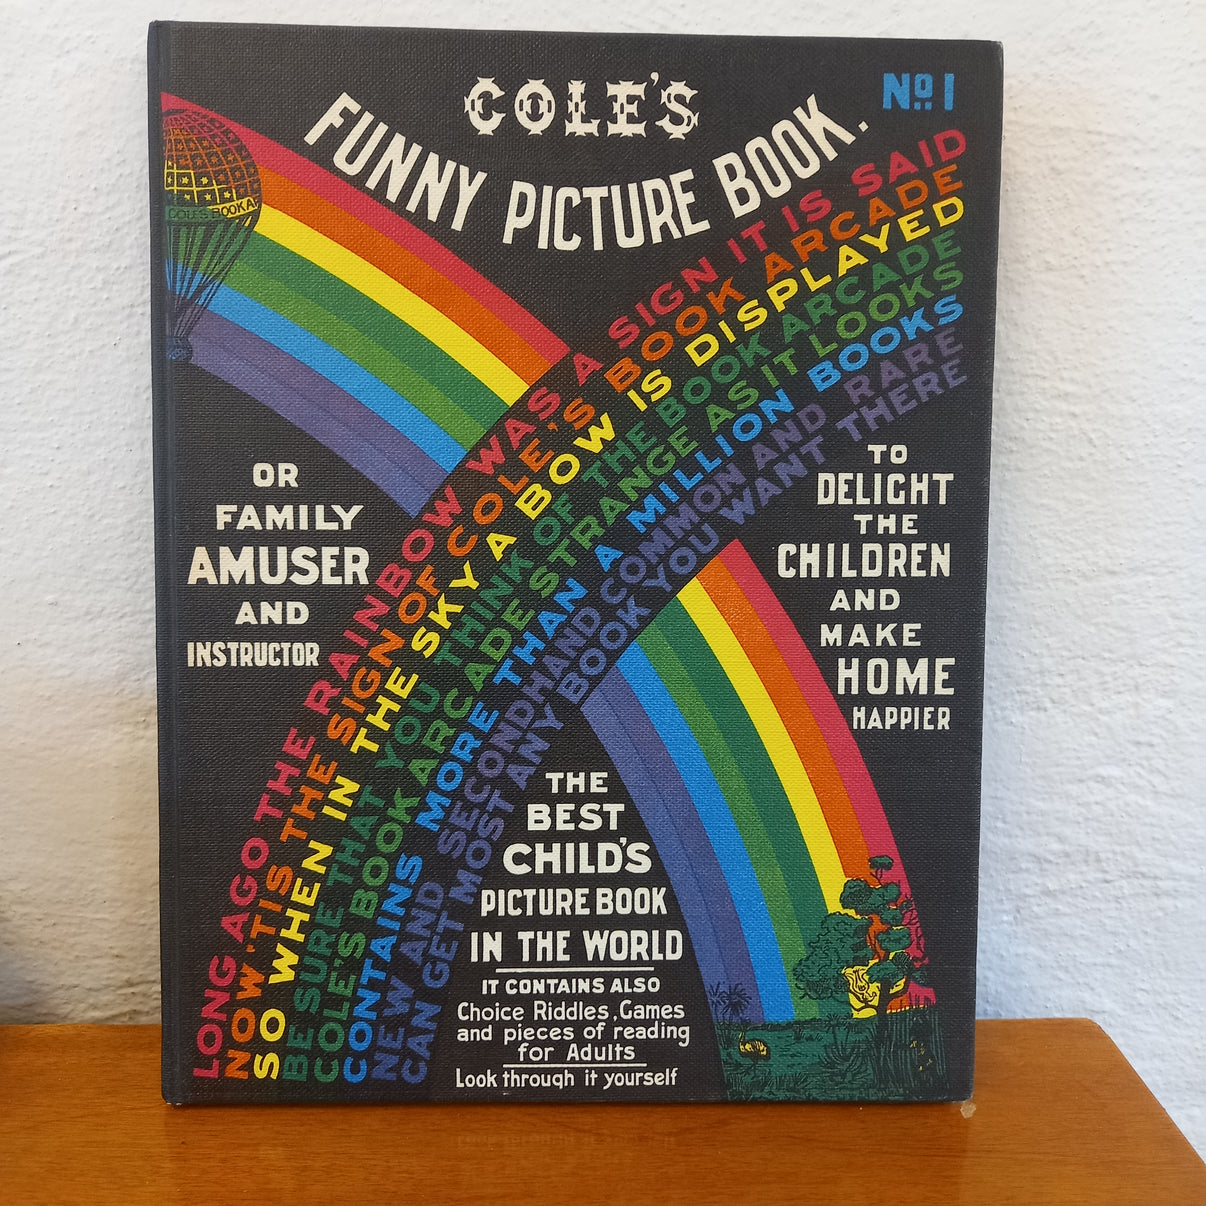 COLE'S
FUNNY PICTURE BOOK.
No. 1
COLE'S BOOK A
LONG AGO THE RAINBOW WAS A SIGN IT IS SAID
NOW 'TIS THE SIGN OF COLE'S BOOK ARCADE
SO WHEN IN THE SKY A BOW IS DISPLAYED
BE SURE THAT YOU THINK OF THE BOOK ARCADE
COLE'S BOOK ARCADE STRANGE AS IT LOOKS
CONTAINS MORE THAN A MILLION BOOKS
NEW AND SECONDHAND COMMON AND RARE
CAN GET MOST ANY BOOK YOU WANT THERE
OR
FAMILY
AMUSER
AND
INSTRUCTOR
TO
DELIGHT
THE
CHILDREN
AND
MAKE
HOME
HAPPIER
THE
BEST
CHILD'S
PICTURE BOOK
IN THE WORLD
IT CONTAINS ALSO
Choice Riddles, Games
and pieces of reading
for Adults
Look through it yourself